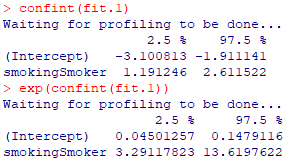 > confint(fit.1)
Waiting for profiling to be done...
2.5 % 97.5 %
(Intercept) -3.100813 -1.911141
smokingSmoker 1.191246 2.611522
> exp(confint(fit.1))
Waiting for profiling to be done...
2.5 % 97.5 %
(Intercept) 0.04501257 0.1479116
smokingSmoker 3.29117823 13.6197622